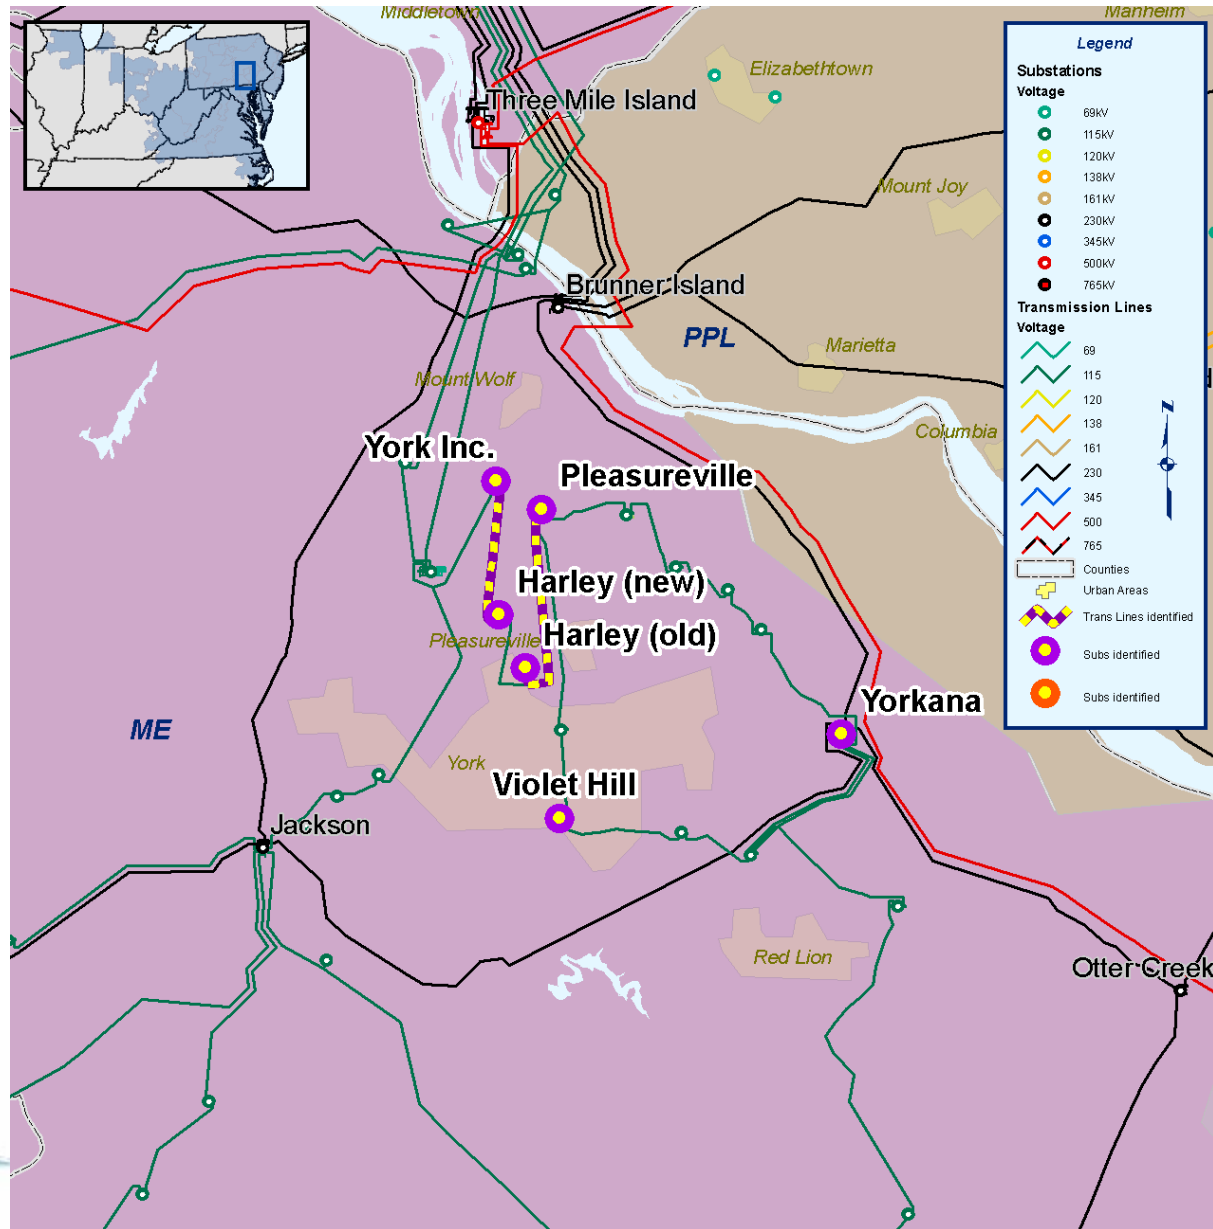 Middletown
Manheim
Legend
Substations
Voltage
69kV
115kV
120kV
138kV
161kV
230kV
345kV
500kV
765kV
Transmission Lines
Voltage
69
115
120
138
161
230
345
500
765
Counties
Urban Areas
Trans Lines identified
Subs identified
Subs identified
Z
Elizabethtown
Three Mile Island
Mount Joy
Brunner Island
PPL
Marietta
Mount Wolf
Columbia
York Inc.
Pleasureville
Harley (new)
Pleasureville
Harley (old)
Yorkana
ME
York
Violet Hill
Jackson
Red Lion
Otter Creek